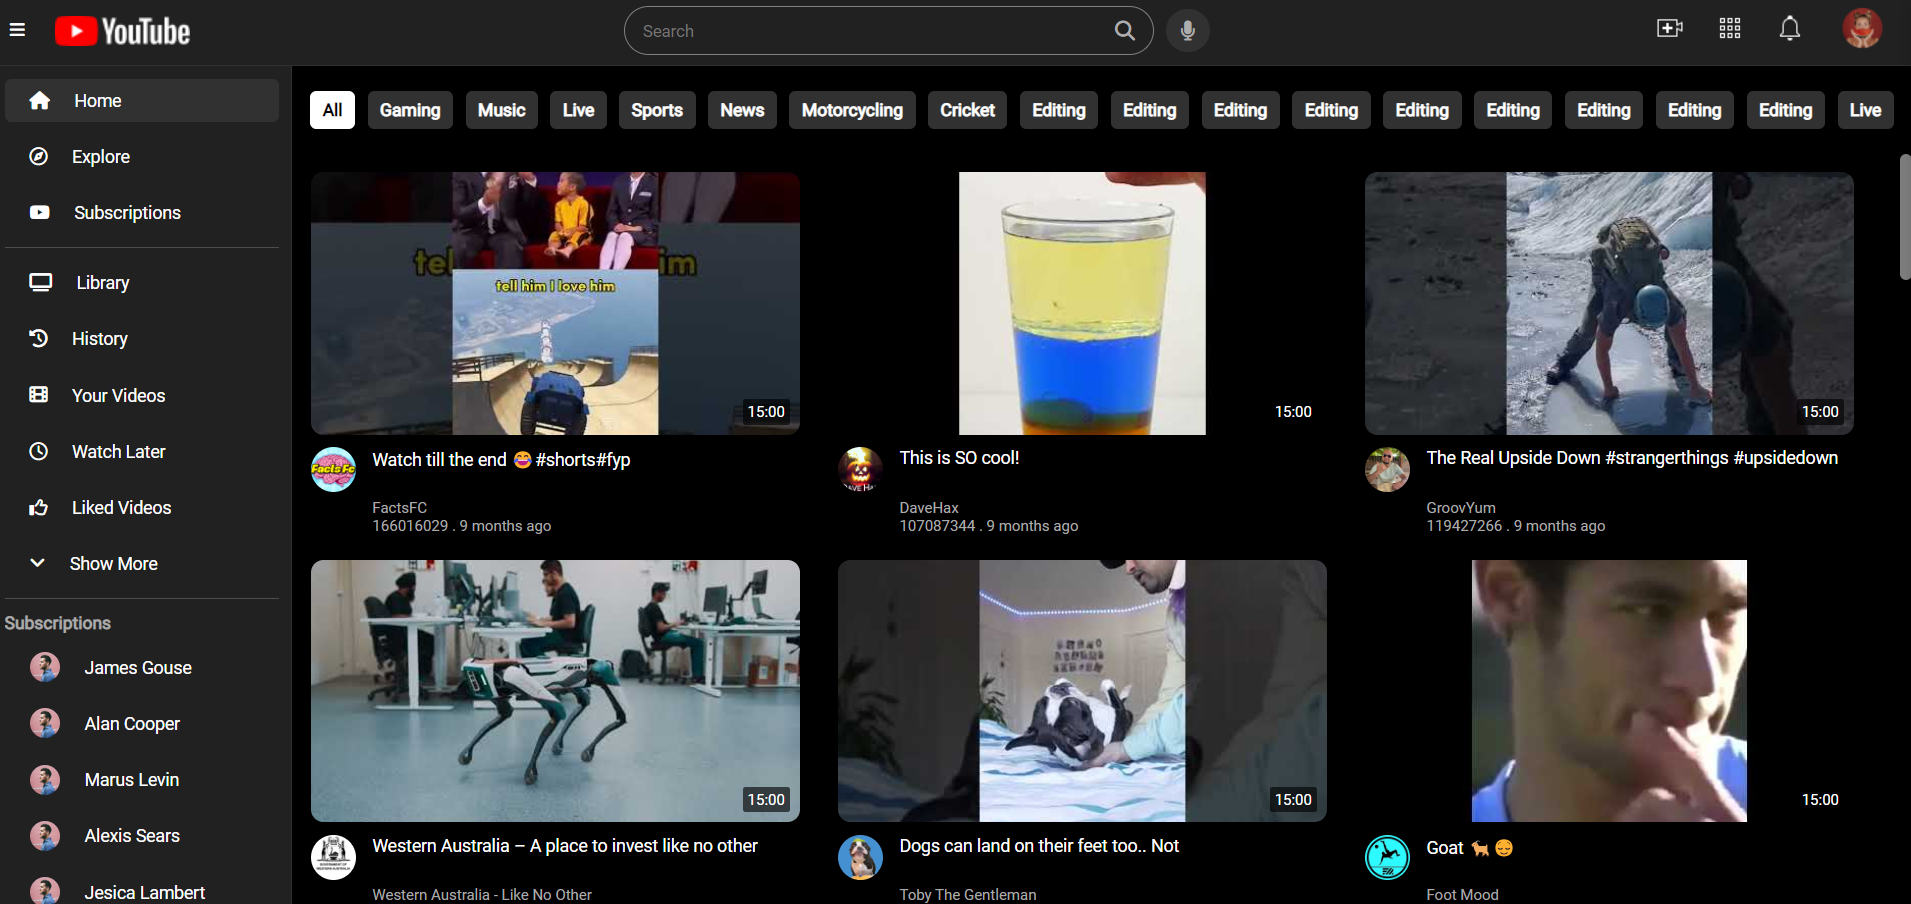 YouTube
Search
Home
Explore
Subscriptions
Library
History
Your Videos
Watch Later
Liked Videos
Show More
Subscriptions
James Gouse
Alan Cooper
Marus Levin
Alexis Sears
Jesica Lambert
All Gaming Music Live Sports News Motorcycling Cricket Editing Editing Editing Editing Editing Editing Editing Editing Editing Live
tel im
tell him I love him
15:00
15:00
15:00
Facts Fc
Watch till the end 😂 #shorts#fyp
FactsFC
166016029 . 9 months ago
This is SO cool!
DaveHax
107087344 . 9 months ago
The Real Upside Down #strangerthings #upsidedown
GroovYum
119427266 . 9 months ago
15:00
15:00
15:00
Western Australia – A place to invest like no other
Western Australia - Like No Other
Dogs can land on their feet too.. Not
Toby The Gentleman
Goat 🐐 😌
Foot Mood